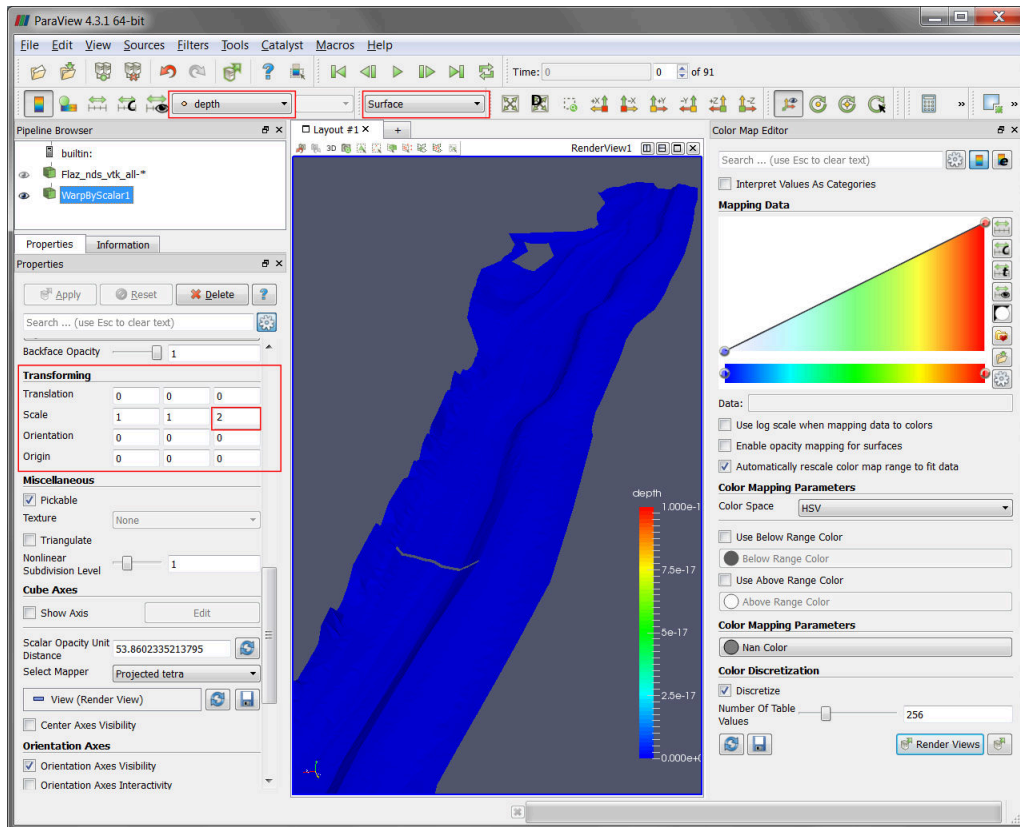 ParaView 4.3.1 64-bit
File Edit View Sources Filters Tools Catalyst Macros Help
Time: 0 0 of 91
depth Surface
Pipeline Browser
builtin:
Flaz_nds_vtk_all-*
WarpByScalar1
Properties Information
Properties
Apply Reset Delete ?
Search ... (use Esc to clear text)
Backface Opacity 1
Transforming
Translation 0 0 0
Scale 1 1 2
Orientation 0 0 0
Origin 0 0 0
Miscellaneous
Pickable
Texture None
Triangulate
Nonlinear
Subdivision Level 1
Cube Axes
Show Axis Edit
Scalar Opacity Unit
Distance 53.8602335213795
Select Mapper Projected tetra
View (Render View)
Center Axes Visibility
Orientation Axes
Orientation Axes Visibility
Orientation Axes Interactivity
Layout #1 +
3D RenderView1
depth
1.000e-1
7.5e-17
5e-17
2.5e-17
0.000e+0
Color Map Editor
Search ... (use Esc to clear text)
Interpret Values As Categories
Mapping Data
Data:
Use log scale when mapping data to colors
Enable opacity mapping for surfaces
Automatically rescale color map range to fit data
Color Mapping Parameters
Color Space HSV
Use Below Range Color
Below Range Color
Use Above Range Color
Above Range Color
Color Mapping Parameters
Nan Color
Color Discretization
Discretize
Number Of Table
Values 256
Render Views